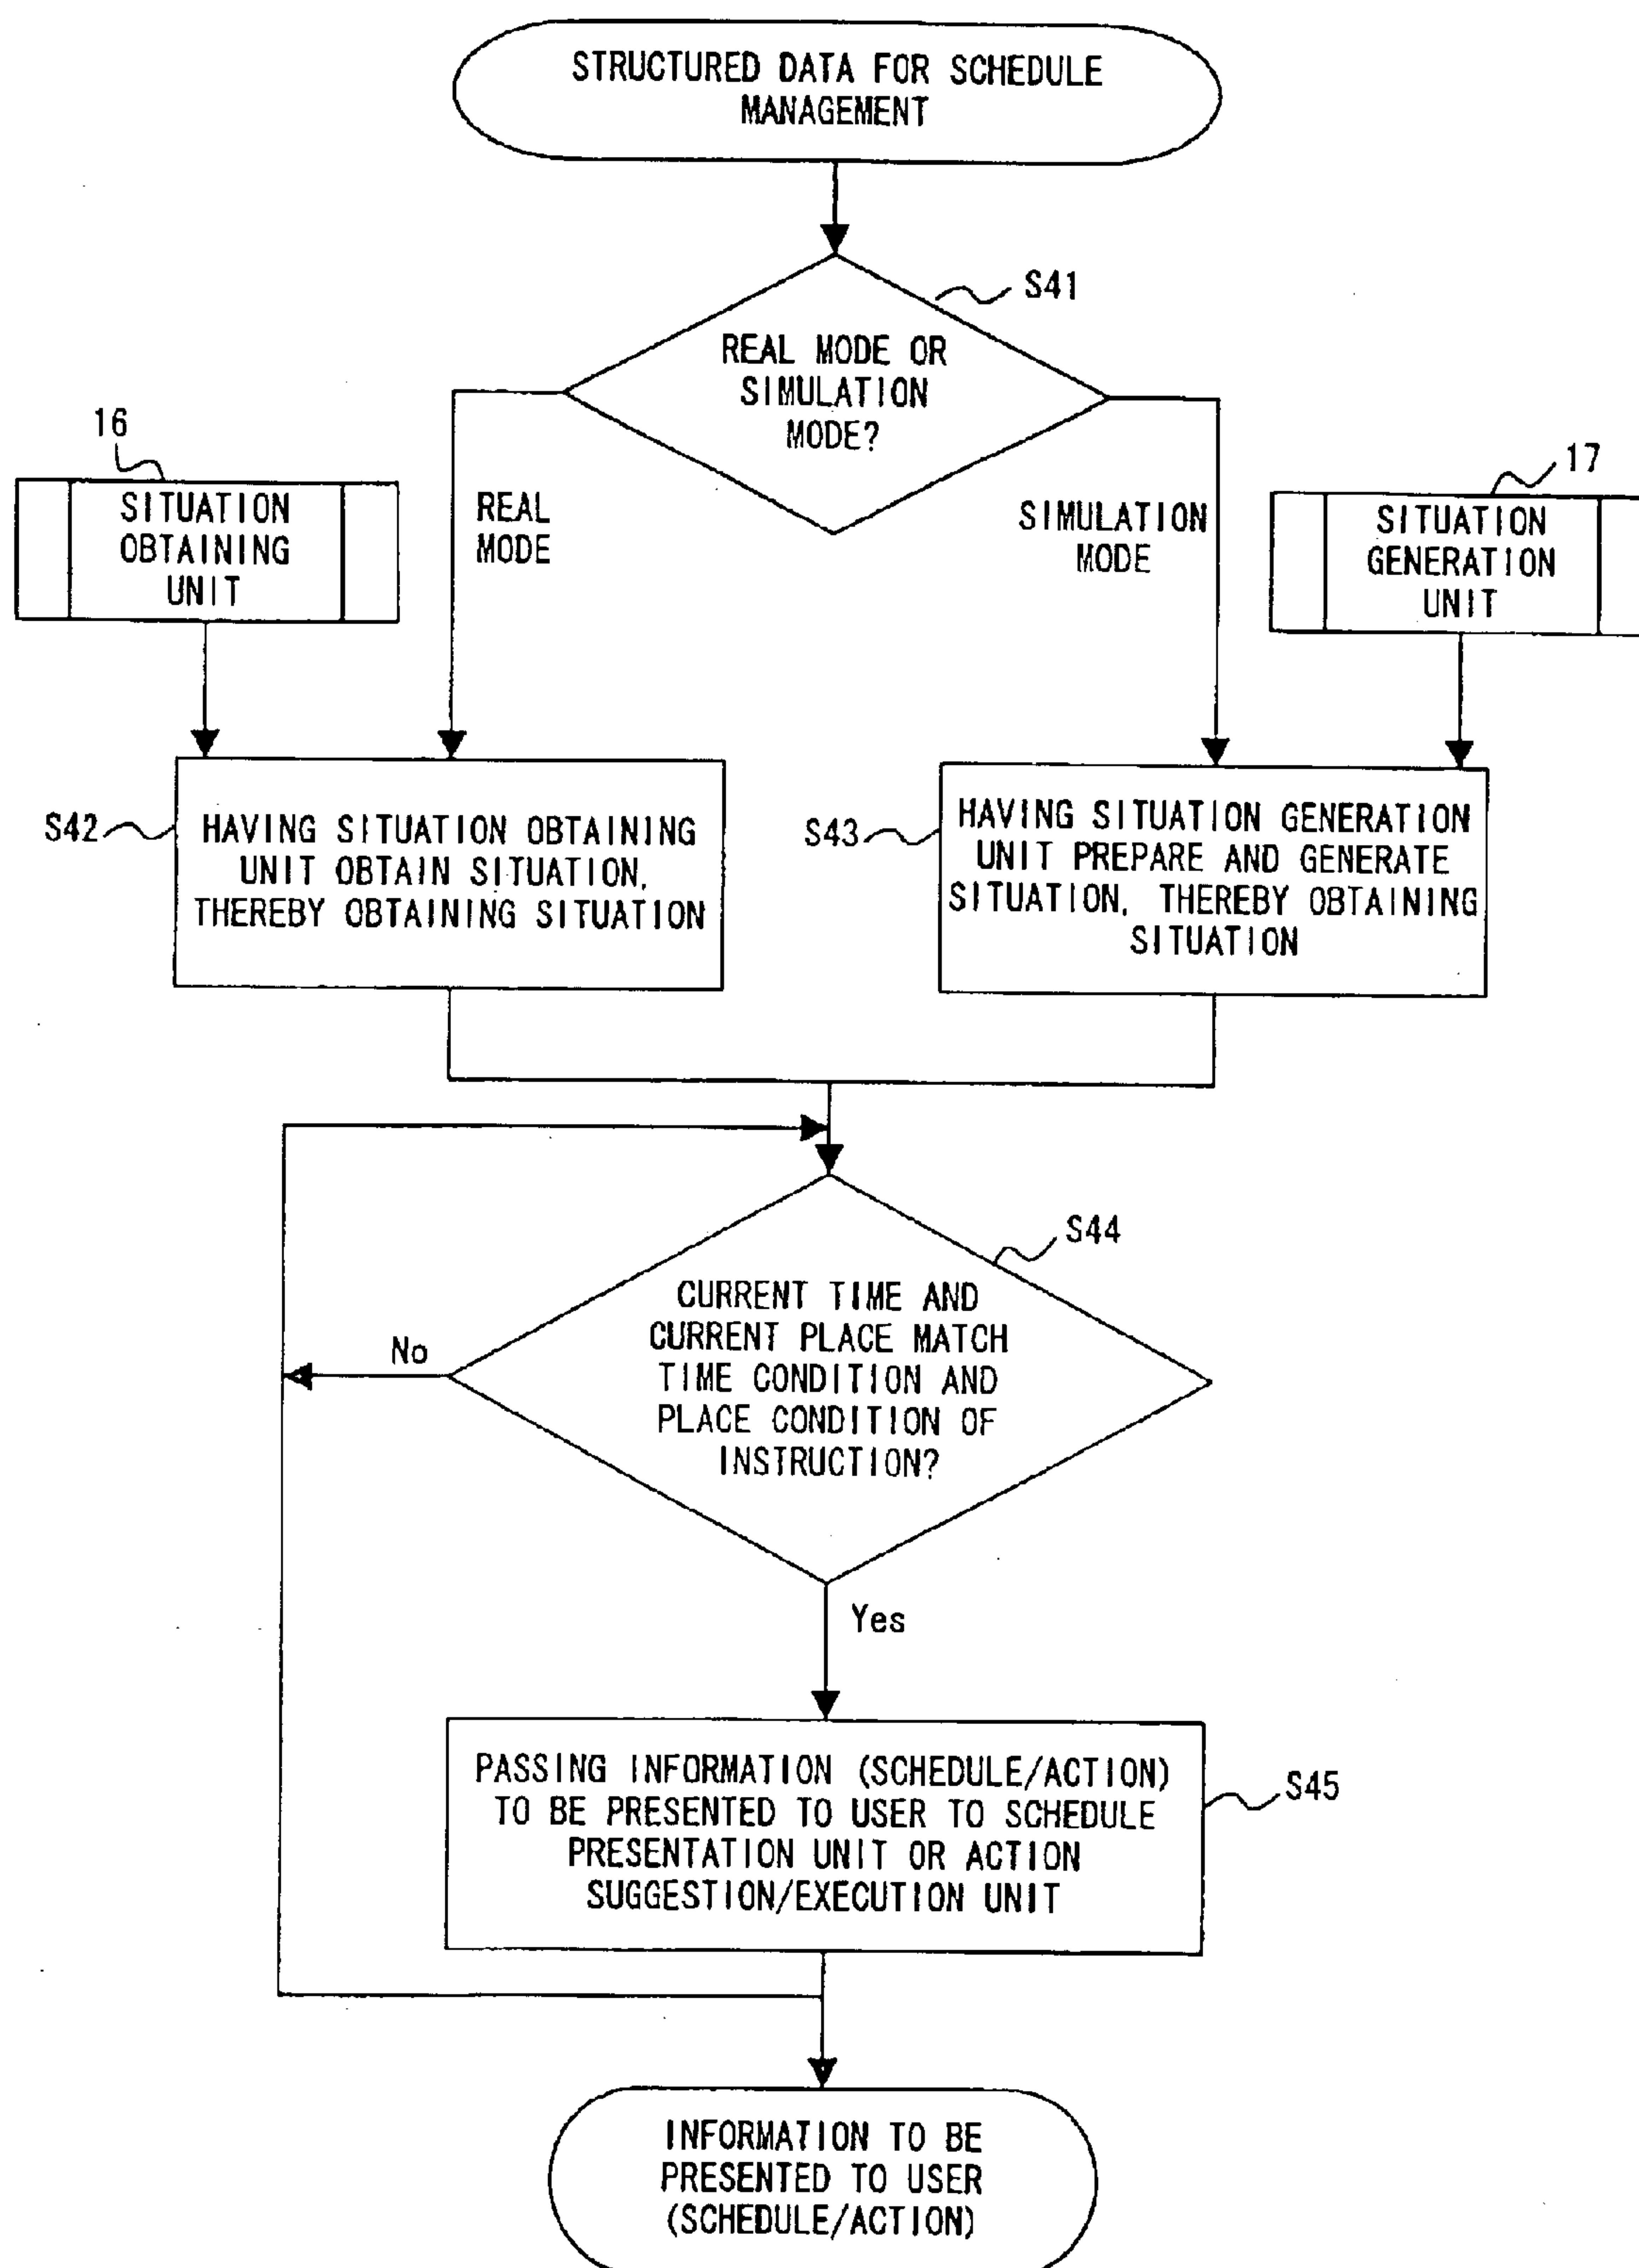 STRUCTURED DATA FOR SCHEDULE
MANAGEMENT
S41
REAL MODE OR
SIMULATION
MODE?
16
SITUATION
OBTAINING
UNIT
REAL
MODE
SIMULATION
MODE
17
SITUATION
GENERATION
UNIT
S42
HAVING SITUATION OBTAINING
UNIT OBTAIN SITUATION,
THEREBY OBTAINING SITUATION
S43
HAVING SITUATION GENERATION
UNIT PREPARE AND GENERATE
SITUATION, THEREBY OBTAINING
SITUATION
S44
CURRENT TIME AND
CURRENT PLACE MATCH
TIME CONDITION AND
PLACE CONDITION OF
INSTRUCTION?
No
Yes
PASSING INFORMATION (SCHEDULE/ACTION)
TO BE PRESENTED TO USER TO SCHEDULE
PRESENTATION UNIT OR ACTION
SUGGESTION/EXECUTION UNIT
S45
INFORMATION TO BE
PRESENTED TO USER
(SCHEDULE/ACTION)